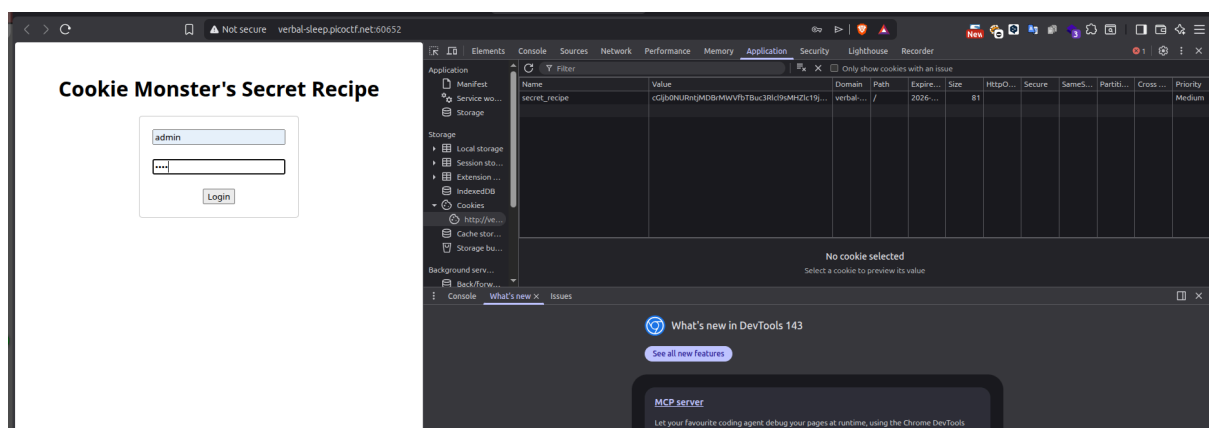 Not secure verbal-sleep.picoctf.net:60652
New
3
Elements Console Sources Network Performance Memory Application Security Lighthouse Recorder
1
Cookie Monster's Secret Recipe
admin
••••
Login
Application
Manifest
Service wo...
Storage
Storage
Local storage
Session sto...
Extension ...
IndexedDB
Cookies
http://ve...
Cache stor...
Storage bu...
Background serv...
Back/forw...
Filter
Only show cookies with an issue
Name Value Domain Path Expire... Size HttpO... Secure SameS... Partiti... Cross ... Priority
secret_recipe verbal-... / 2026-... 81 Medium
No cookie selected
Select a cookie to preview its value
Console What's new Issues
What's new in DevTools 143
See all new features
MCP server
Let your favourite coding agent debug your pages at runtime, using the Chrome DevTools